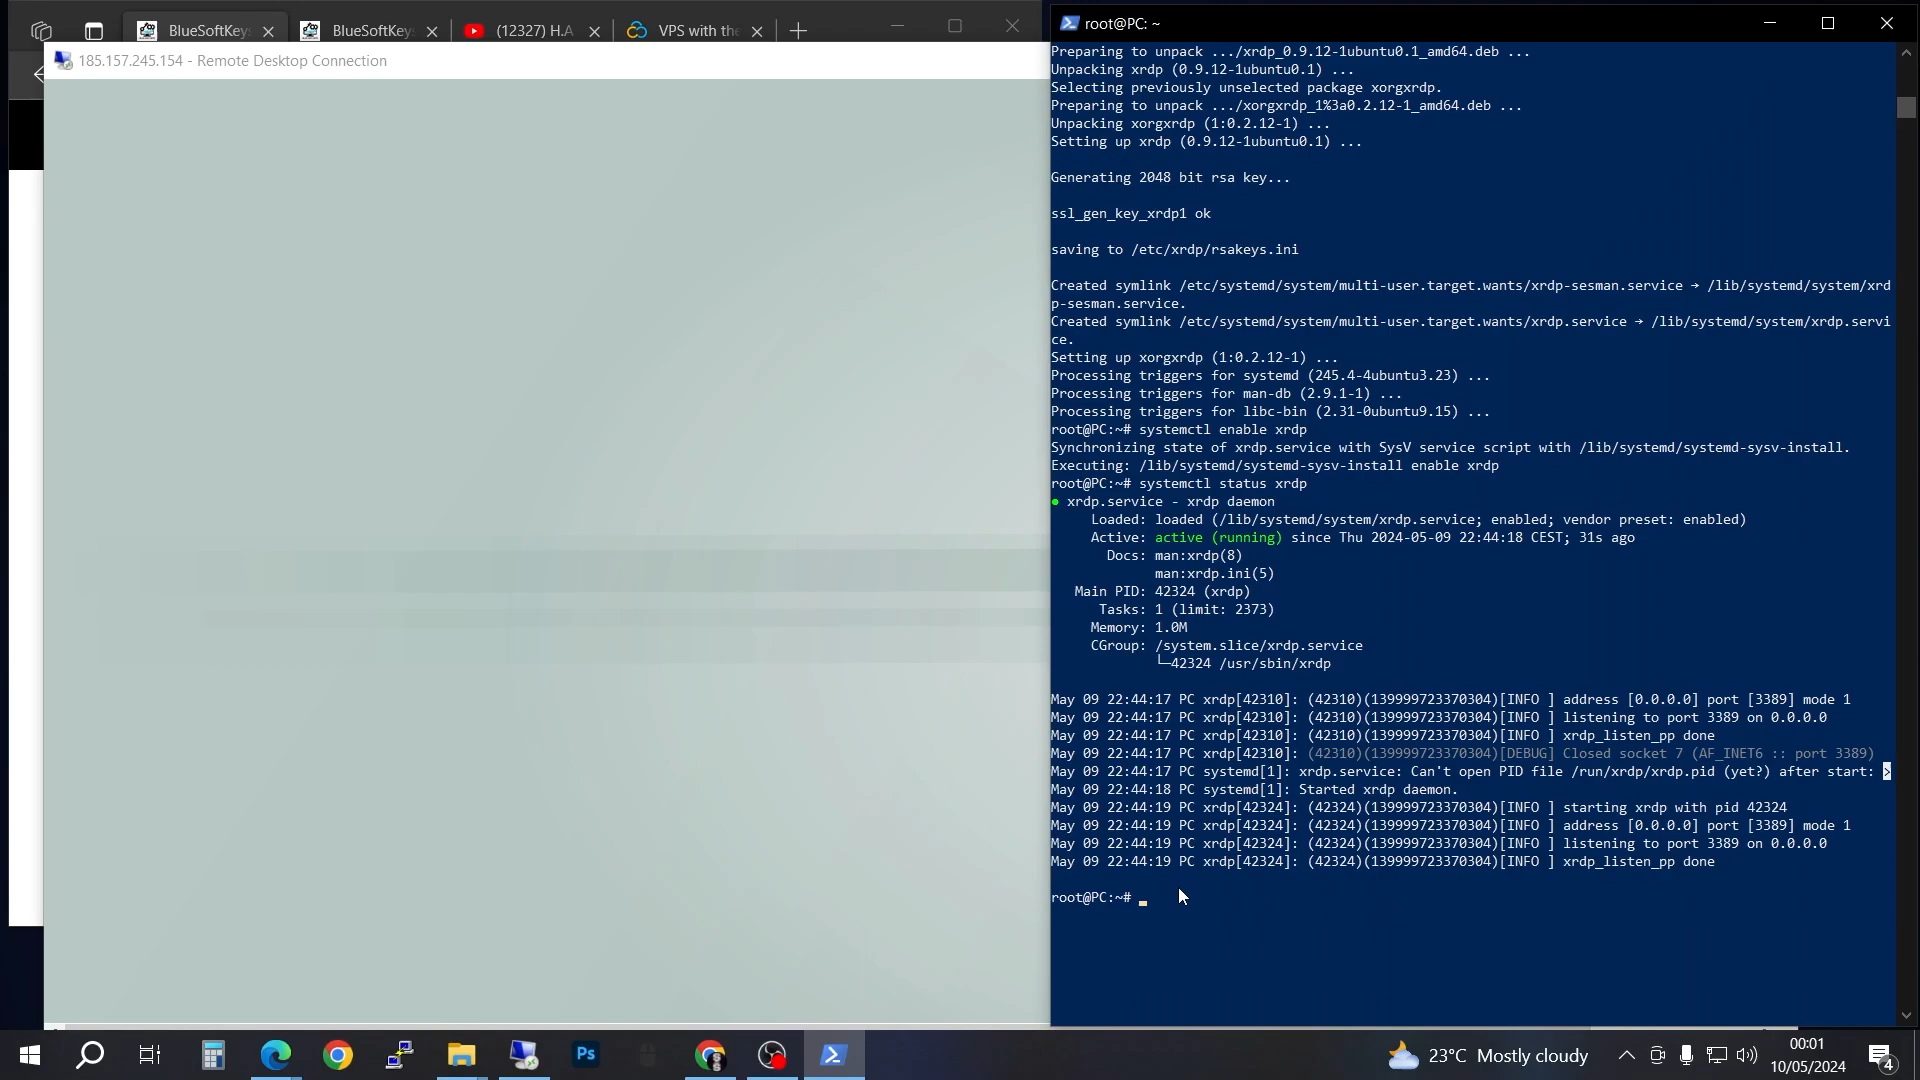 BlueSoftKey
BlueSoftKey
(12327) H.A
VPS with the
185.157.245.154 - Remote Desktop Connection
root@PC: ~
Preparing to unpack .../xrdp_0.9.12-1ubuntu0.1_amd64.deb ...
Unpacking xrdp (0.9.12-1ubuntu0.1) ...
Selecting previously unselected package xorgxrdp.
Preparing to unpack .../xorgxrdp_1%3a0.2.12-1_amd64.deb ...
Unpacking xorgxrdp (1:0.2.12-1) ...
Setting up xrdp (0.9.12-1ubuntu0.1) ...
Generating 2048 bit rsa key...
ssl_gen_key_xrdp1 ok
saving to /etc/xrdp/rsakeys.ini
Created symlink /etc/systemd/system/multi-user.target.wants/xrdp-sesman.service → /lib/systemd/system/xrd
p-sesman.service.
Created symlink /etc/systemd/system/multi-user.target.wants/xrdp.service → /lib/systemd/system/xrdp.servi
ce.
Setting up xorgxrdp (1:0.2.12-1) ...
Processing triggers for systemd (245.4-4ubuntu3.23) ...
Processing triggers for man-db (2.9.1-1) ...
Processing triggers for libc-bin (2.31-0ubuntu9.15) ...
root@PC:~# systemctl enable xrdp
Synchronizing state of xrdp.service with SysV service script with /lib/systemd/systemd-sysv-install.
Executing: /lib/systemd/systemd-sysv-install enable xrdp
root@PC:~# systemctl status xrdp
● xrdp.service - xrdp daemon
Loaded: loaded (/lib/systemd/system/xrdp.service; enabled; vendor preset: enabled)
Active: active (running) since Thu 2024-05-09 22:44:18 CEST; 31s ago
Docs: man:xrdp(8)
man:xrdp.ini(5)
Main PID: 42324 (xrdp)
Tasks: 1 (limit: 2373)
Memory: 1.0M
CGroup: /system.slice/xrdp.service
└─42324 /usr/sbin/xrdp
May 09 22:44:17 PC xrdp[42310]: (42310)(139999723370304)[INFO ] address [0.0.0.0] port [3389] mode 1
May 09 22:44:17 PC xrdp[42310]: (42310)(139999723370304)[INFO ] listening to port 3389 on 0.0.0.0
May 09 22:44:17 PC xrdp[42310]: (42310)(139999723370304)[INFO ] xrdp_listen_pp done
May 09 22:44:17 PC xrdp[42310]: (42310)(139999723370304)[DEBUG] Closed socket 7 (AF_INET6 :: port 3389)
May 09 22:44:17 PC systemd[1]: xrdp.service: Can't open PID file /run/xrdp/xrdp.pid (yet?) after start: >
May 09 22:44:18 PC systemd[1]: Started xrdp daemon.
May 09 22:44:19 PC xrdp[42324]: (42324)(139999723370304)[INFO ] starting xrdp with pid 42324
May 09 22:44:19 PC xrdp[42324]: (42324)(139999723370304)[INFO ] address [0.0.0.0] port [3389] mode 1
May 09 22:44:19 PC xrdp[42324]: (42324)(139999723370304)[INFO ] listening to port 3389 on 0.0.0.0
May 09 22:44:19 PC xrdp[42324]: (42324)(139999723370304)[INFO ] xrdp_listen_pp done
root@PC:~#
Ps
23°C Mostly cloudy
00:01
10/05/2024
4